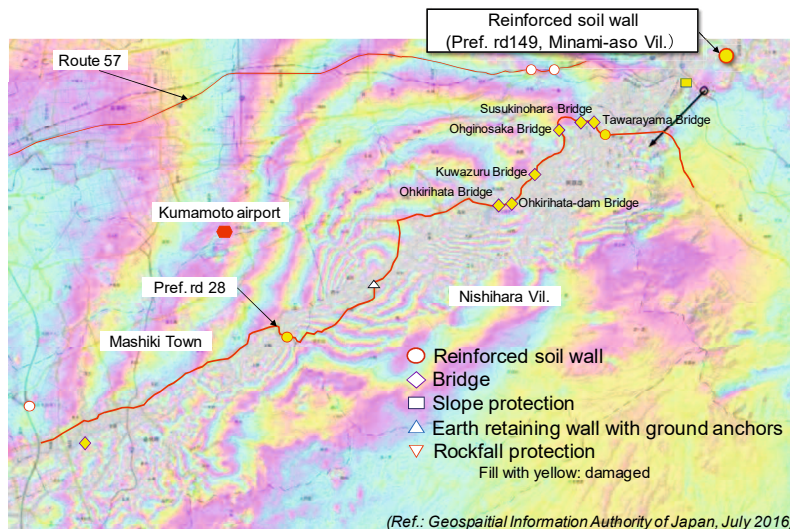 Reinforced soil wall
(Pref. rd149, Minami-aso Vil.)
Route 57
Susukinohara Bridge
Tawarayama Bridge
Ohginosaka Bridge
Kuwazuru Bridge
Ohkirihata Bridge
Ohkirihata-dam Bridge
Kumamoto airport
Pref. rd 28
Nishihara Vil.
Mashiki Town
Reinforced soil wall
Bridge
Slope protection
Earth retaining wall with ground anchors
Rockfall protection
Fill with yellow: damaged
(Ref.: Geospaitial Information Authority of Japan, July 2016